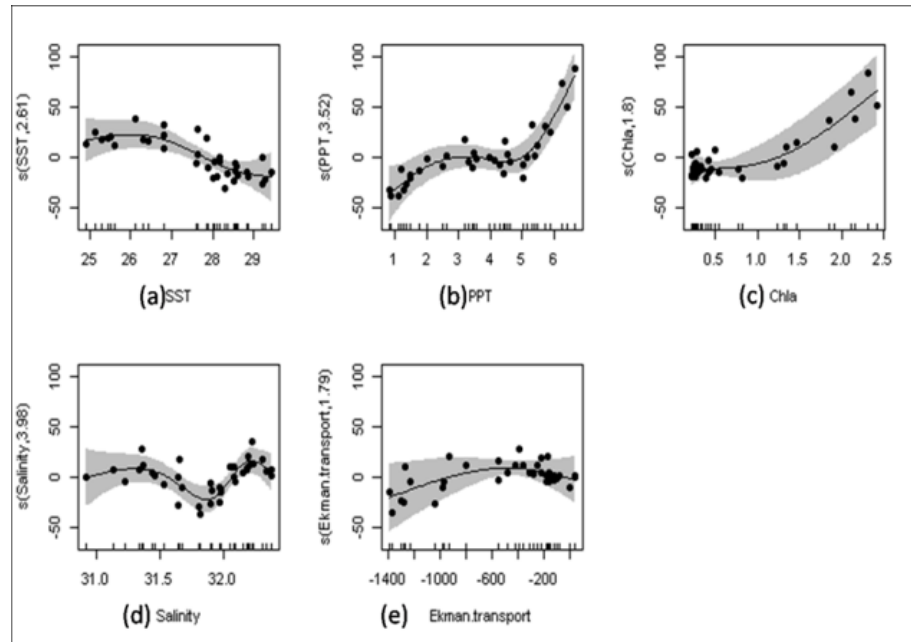 s(SST,2.61)
100
50
0
-50
25 26 27 28 29
(a) SST
s(PPT,3.52)
100
50
0
-50
1 2 3 4 5 6
(b) PPT
s(Chla,1.8)
100
50
0
-50
0.5 1.0 1.5 2.0 2.5
(c) Chla
s(Salinity,3.98)
100
50
0
-50
31.0 31.5 32.0
(d) Salinity
s(Ekman.transport,1.79)
100
50
0
-50
-1400 -1000 -600 -200
(e) Ekman.transport